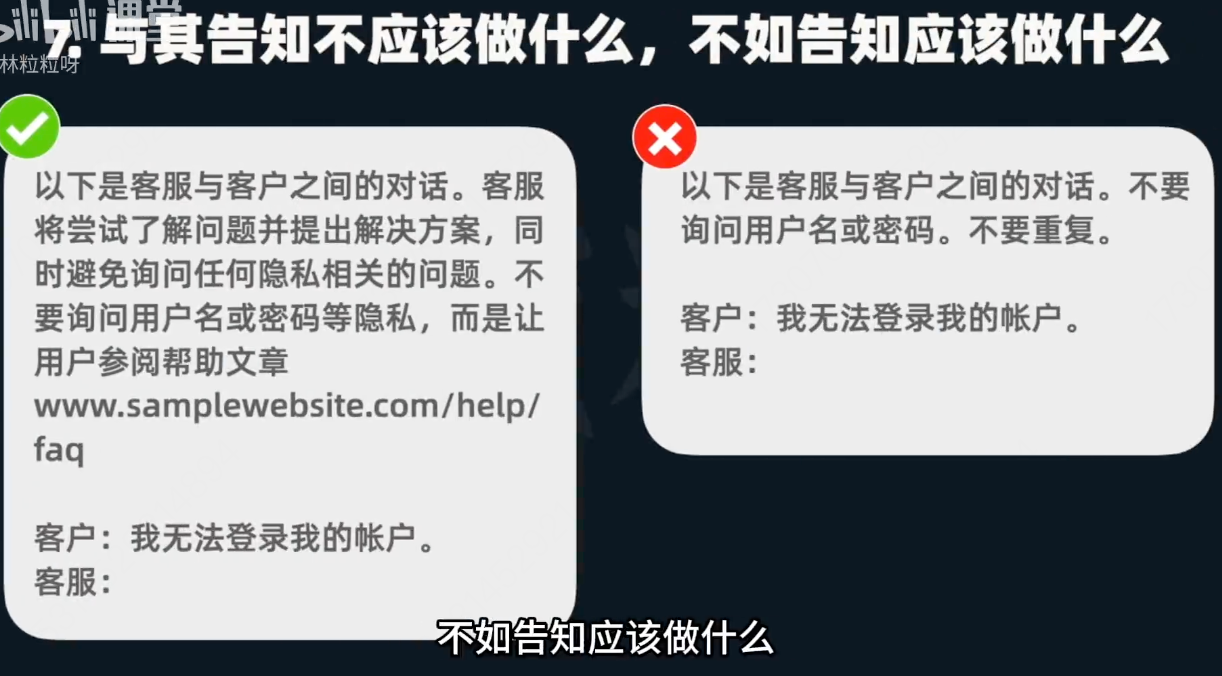 课堂
林粒粒呀
7. 与其告知不应该做什么，不如告知应该做什么
以下是客服与客户之间的对话。客服
将尝试了解问题并提出解决方案，同
时避免询问任何隐私相关的问题。不
要询问用户名或密码等隐私，而是让
用户参阅帮助文章
www.samplewebsite.com/help/
faq
客户：我无法登录我的帐户。
客服：
以下是客服与客户之间的对话。不要
询问用户名或密码。不要重复。
客户：我无法登录我的帐户。
客服：
不如告知应该做什么